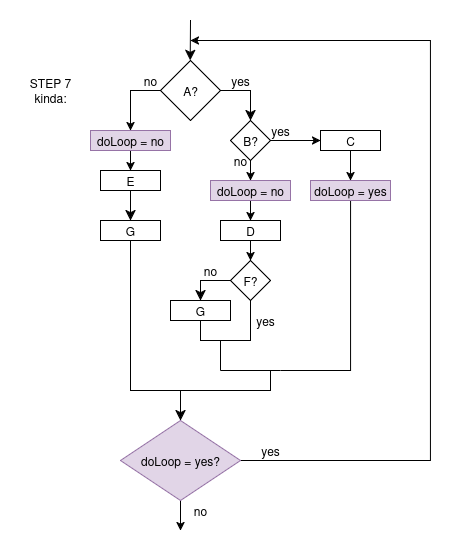 STEP 7
kinda:
no
A?
yes
doLoop = no
B?
yes
C
no
E
doLoop = no
doLoop = yes
G
D
no
F?
G
yes
doLoop = yes?
yes
no